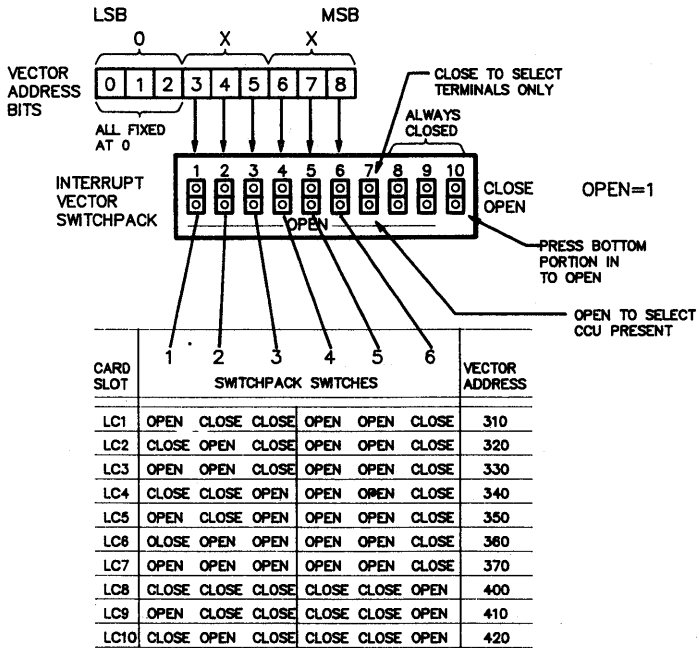 LSB MSB
0 X X
VECTOR
ADDRESS
BITS
0 1 2 3 4 5 6 7 8
CLOSE TO SELECT
TERMINALS ONLY
ALL FIXED
AT 0
ALWAYS
CLOSED
INTERRUPT
VECTOR
SWITCHPACK
1 2 3 4 5 6 7 8 9 10
CLOSE
OPEN
OPEN=1
OPEN
PRESS BOTTOM
PORTION IN
TO OPEN
OPEN TO SELECT
CCU PRESENT
1 2 3 4 5 6
CARD
SLOT
SWITCHPACK SWITCHES
VECTOR
ADDRESS
LC1 OPEN CLOSE CLOSE OPEN OPEN CLOSE 310
LC2 CLOSE OPEN CLOSE OPEN OPEN CLOSE 320
LC3 OPEN OPEN CLOSE OPEN OPEN CLOSE 330
LC4 CLOSE CLOSE OPEN OPEN OPEN CLOSE 340
LC5 OPEN CLOSE OPEN OPEN OPEN CLOSE 350
LC6 CLOSE OPEN OPEN OPEN OPEN CLOSE 360
LC7 OPEN OPEN OPEN OPEN OPEN CLOSE 370
LC8 CLOSE CLOSE CLOSE CLOSE CLOSE OPEN 400
LC9 OPEN CLOSE CLOSE CLOSE CLOSE OPEN 410
LC10 CLOSE OPEN CLOSE CLOSE CLOSE OPEN 420